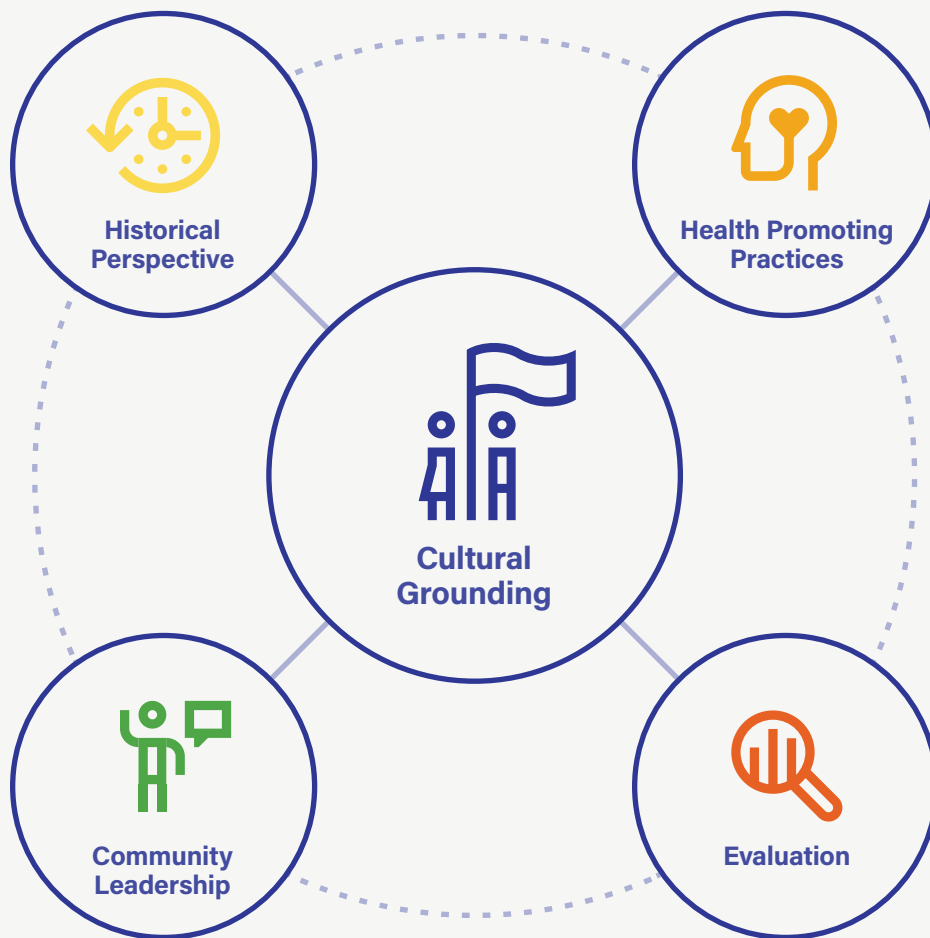 Historical
Perspective
Health Promoting
Practices
Cultural
Grounding
Community
Leadership
Evaluation